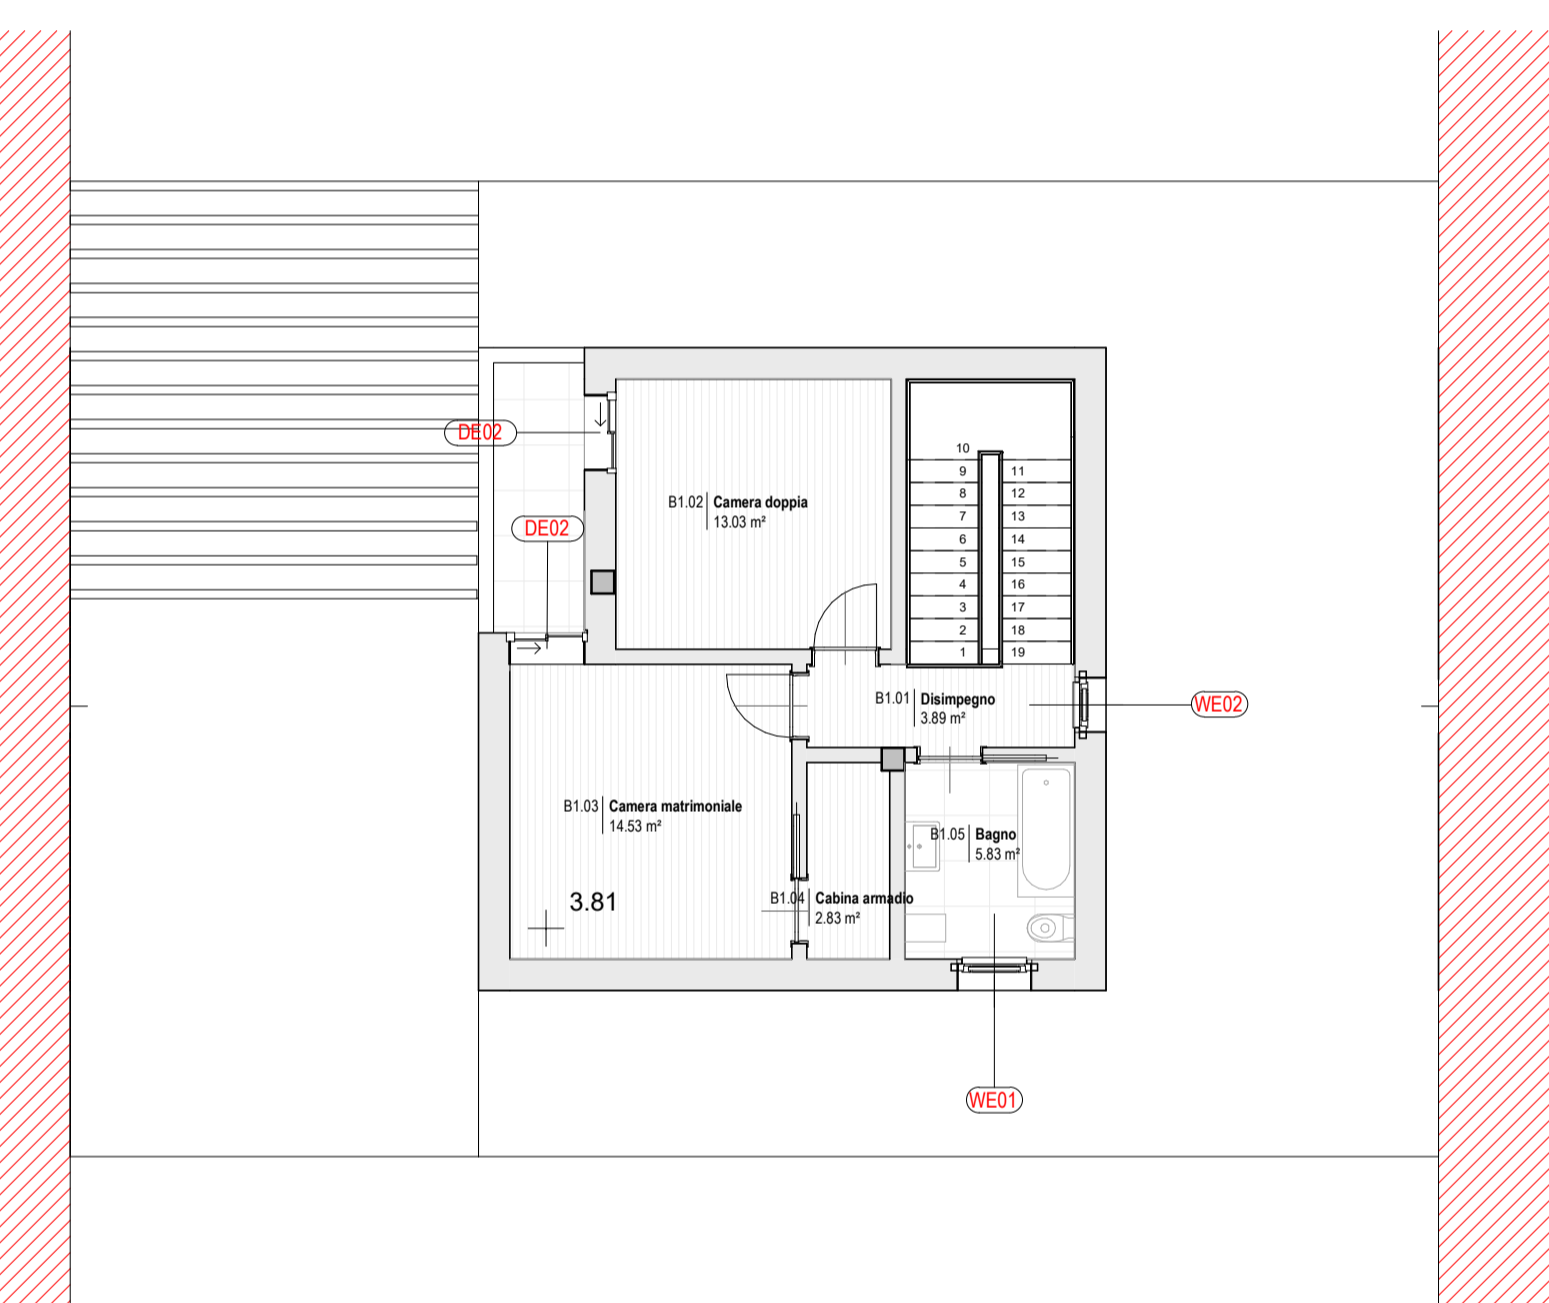 DE02
DE02
B1.02 Camera doppia
13.03 m²
10
9 11
8 12
7 13
6 14
5 15
4 16
3 17
2 18
1 19
B1.01 Disimpegno
3.89 m²
WE02
B1.03 Camera matrimoniale
14.53 m²
B1.05 Bagno
5.83 m²
3.81
B1.04 Cabina armadio
2.83 m²
WE01